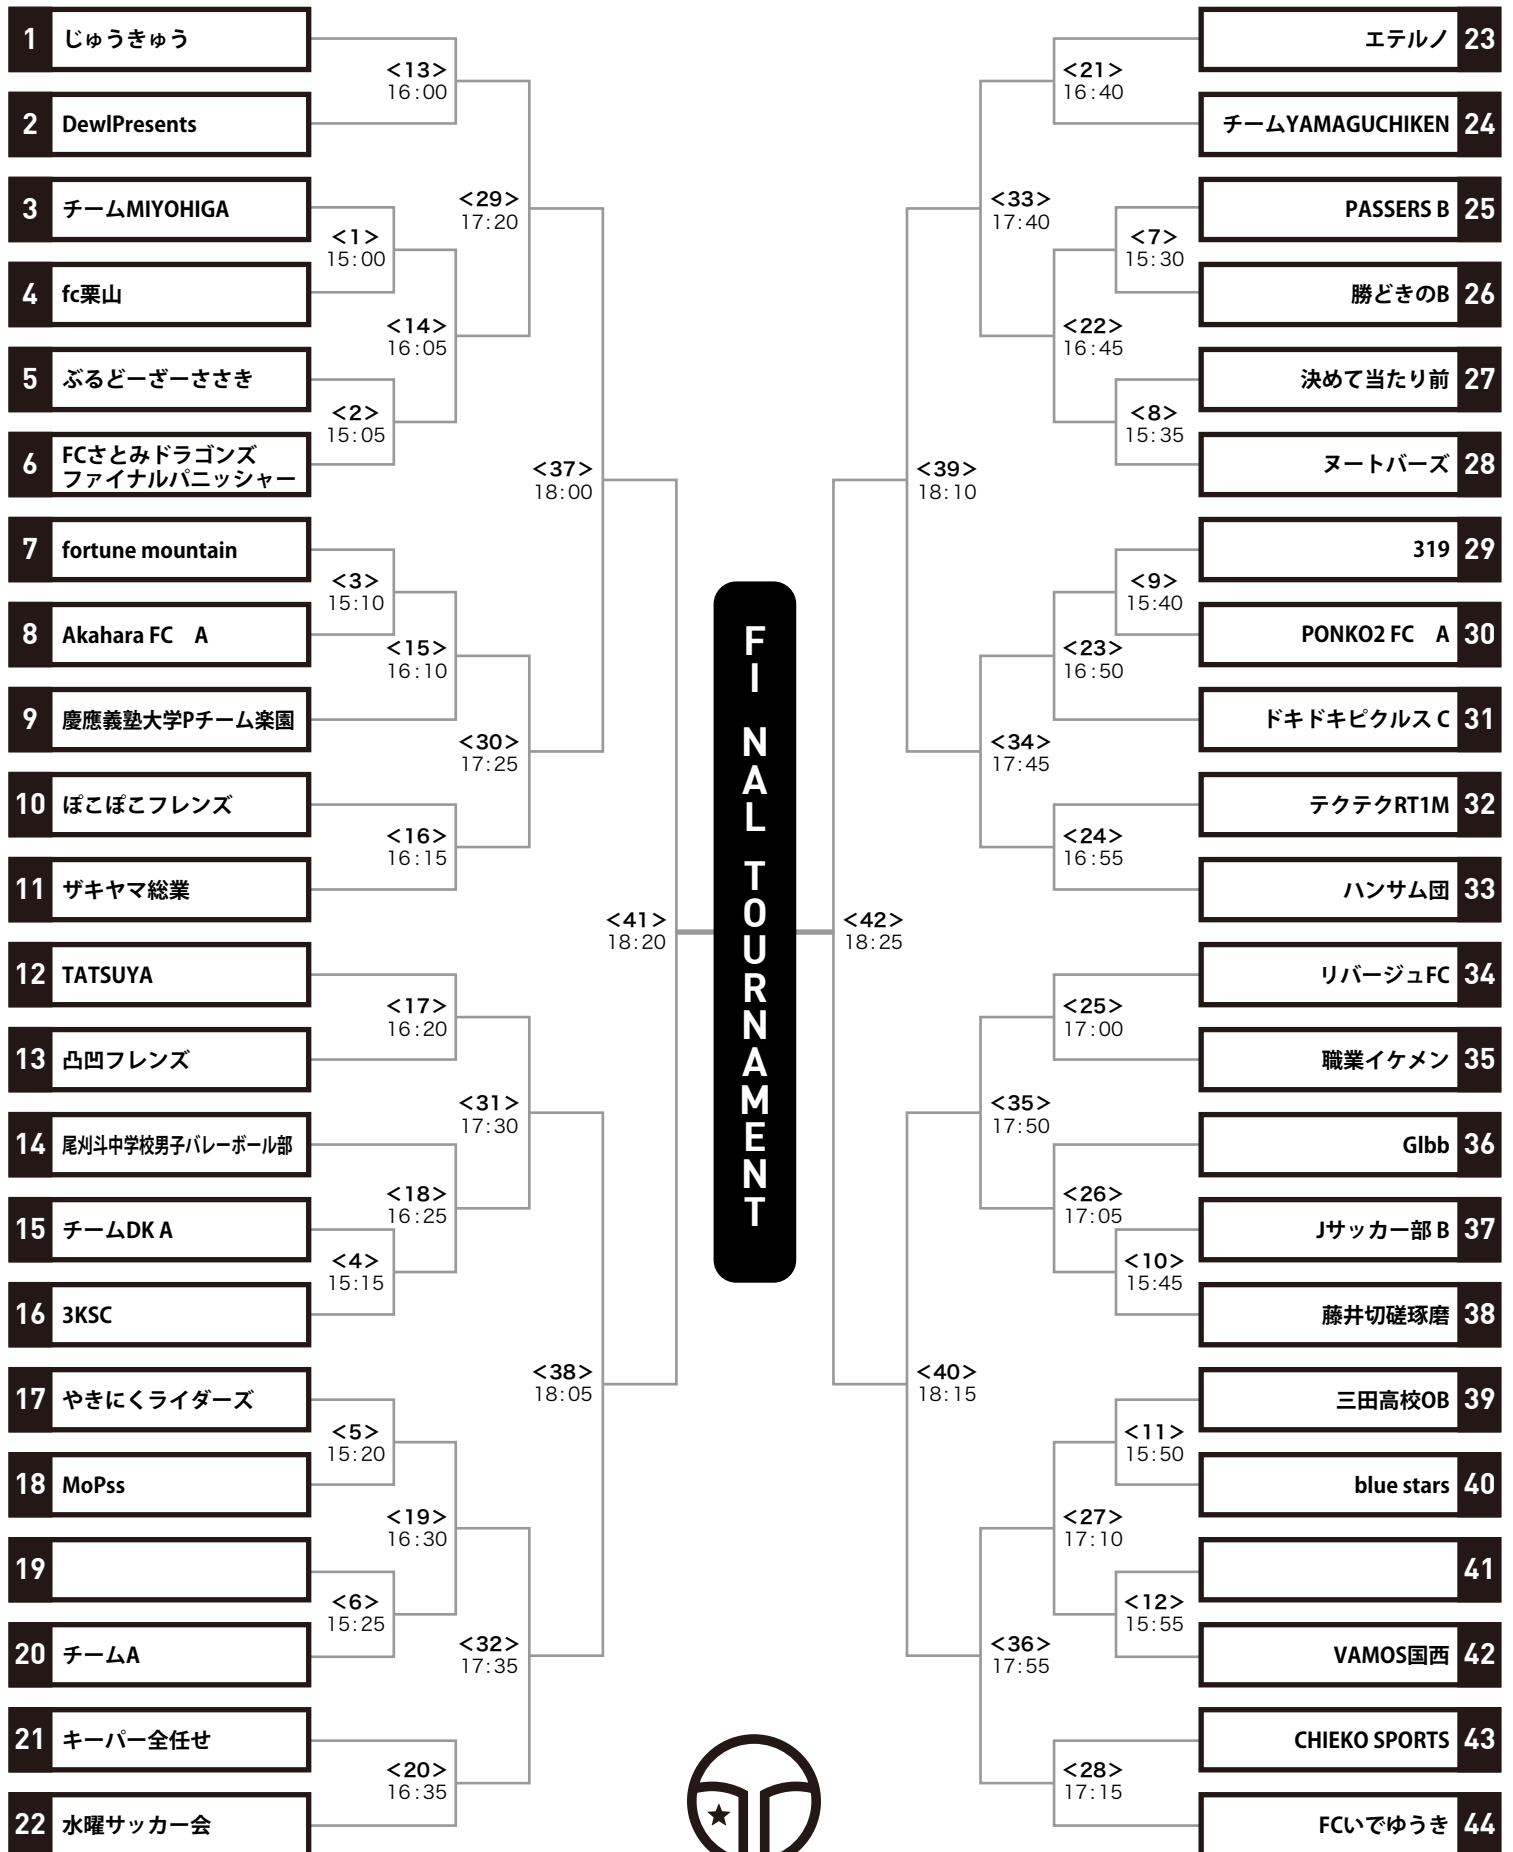 1 じゅうきゅう
2 DewlPresents
3 チームMIYOHIGA
4 fc栗山
5 ぶるどーざーささき
6 FCさとみドラゴンズ
ファイナルパニッシャー
7 fortune mountain
8 Akahara FC　A
9 慶應義塾大学Pチーム楽園
10 ぽこぽこフレンズ
11 ザキヤマ総業
12 TATSUYA
13 凸凹フレンズ
14 尾刈斗中学校男子バレーボール部
15 チームDK A
16 3KSC
17 やきにくライダーズ
18 MoPss
19
20 チームA
21 キーパー全任せ
22 水曜サッカー会
<1>
15:00
<2>
15:05
<3>
15:10
<4>
15:15
<5>
15:20
<6>
15:25
<13>
16:00
<14>
16:05
<15>
16:10
<16>
16:15
<17>
16:20
<18>
16:25
<19>
16:30
<20>
16:35
<29>
17:20
<30>
17:25
<31>
17:30
<32>
17:35
<37>
18:00
<38>
18:05
<41>
18:20
FINAL TOURNAMENT
<42>
18:25
<39>
18:10
<40>
18:15
<33>
17:40
<34>
17:45
<35>
17:50
<36>
17:55
<21>
16:40
<22>
16:45
<23>
16:50
<24>
16:55
<25>
17:00
<26>
17:05
<27>
17:10
<28>
17:15
<7>
15:30
<8>
15:35
<9>
15:40
<10>
15:45
<11>
15:50
<12>
15:55
エテルノ 23
チームYAMAGUCHIKEN 24
PASSERS B 25
勝どきのB 26
決めて当たり前 27
ヌートバーズ 28
319 29
PONKO2 FC　A 30
ドキドキピクルス C 31
テクテクRT1M 32
ハンサム団 33
リバージュFC 34
職業イケメン 35
Glbb 36
Jサッカー部 B 37
藤井切磋琢磨 38
三田高校OB 39
blue stars 40
41
VAMOS国西 42
CHIEKO SPORTS 43
FCいでゆうき 44